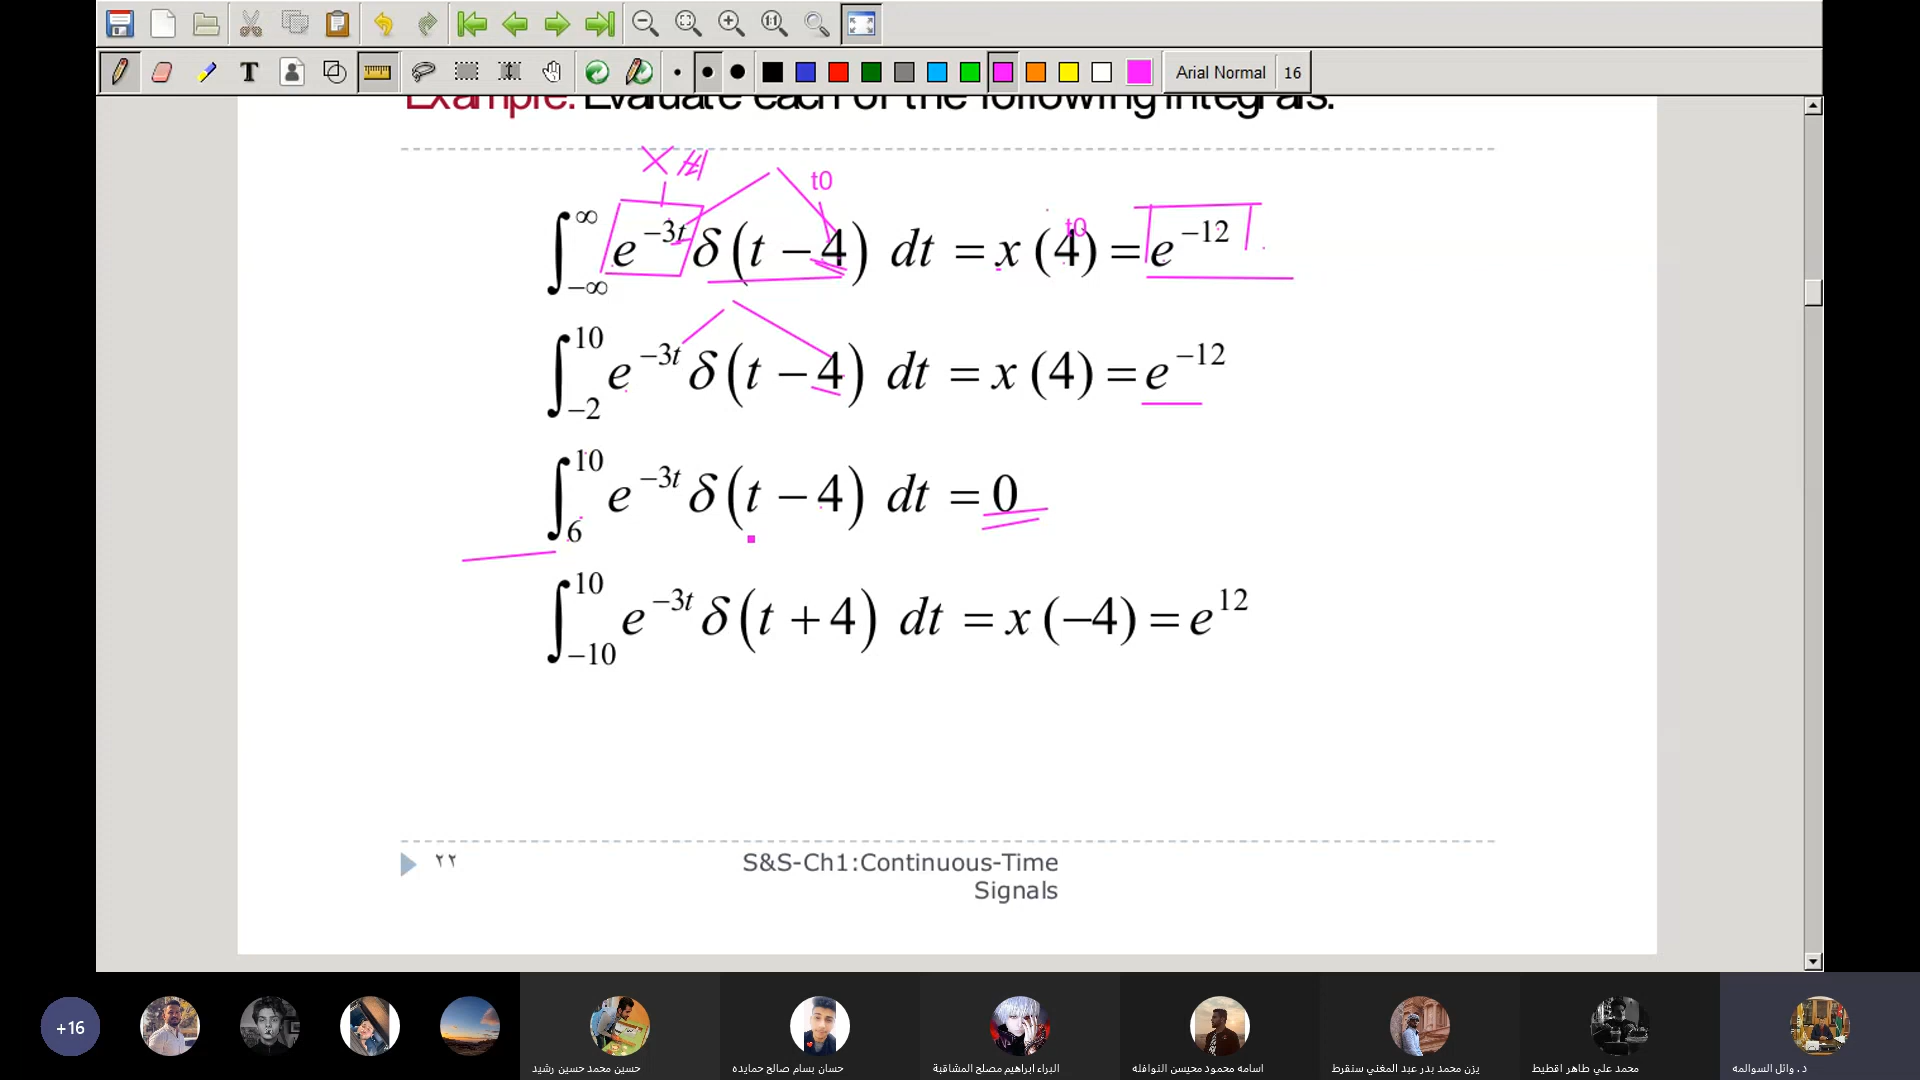 Arial Normal 16
Example: Evaluate each of the following integrals.
X(t)
t0
∫_{−∞}^{∞} e^{−3t} δ(t − 4) dt = x(4) = e^{−12}
t0
∫_{−2}^{10} e^{−3t} δ(t − 4) dt = x(4) = e^{−12}
∫_{6}^{10} e^{−3t} δ(t − 4) dt = 0
∫_{−10}^{10} e^{−3t} δ(t + 4) dt = x(−4) = e^{12}
٢٢
S&S-Ch1:Continuous-Time
Signals
+16
حسين محمد حسين رشيد
حسان بسام صالح حمايده
البراء ابراهيم مصلح المشاقبة
اسامه محمود محيسن النوافله
يزن محمد بدر عبد المغني سنقرط
محمد علي طاهر اقطيط
د. وائل السوالمه